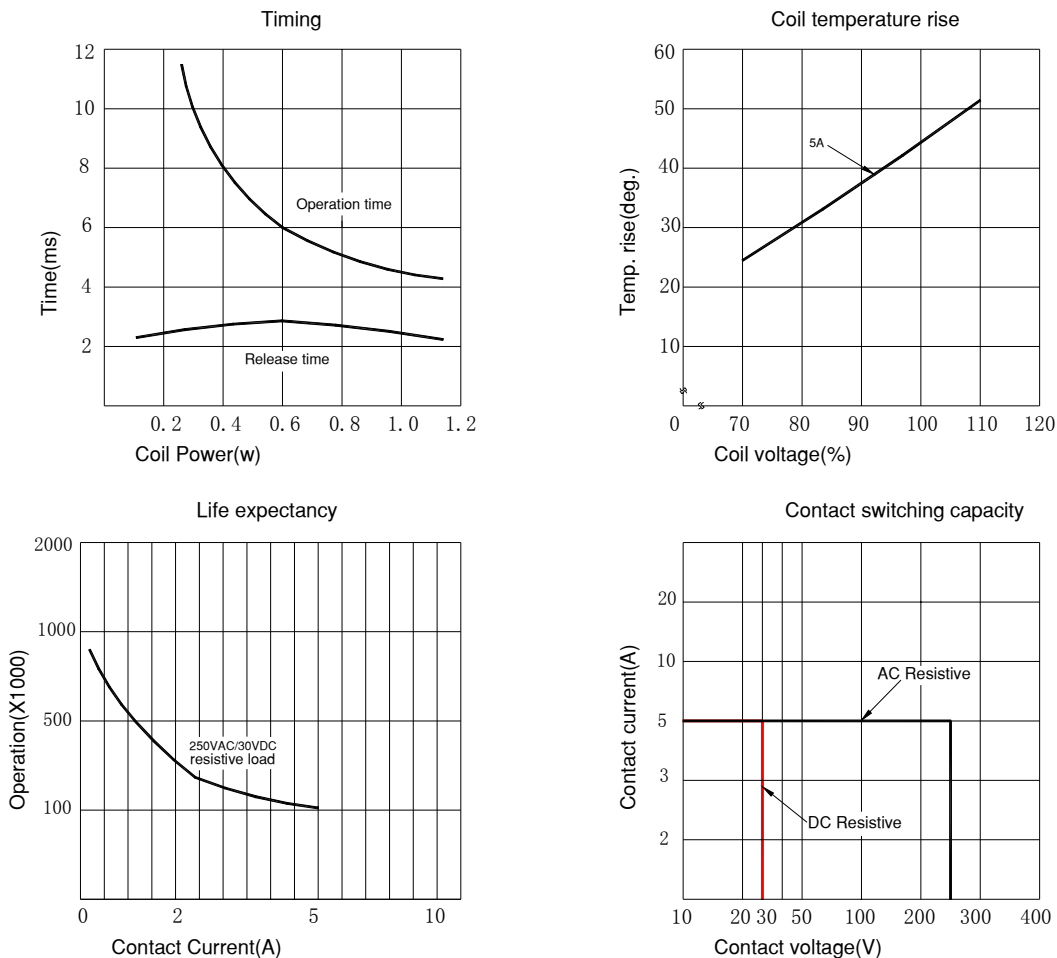 Timing
12
10
8
6
4
2
Time(ms)
Operation time
Release time
0.2 0.4 0.6 0.8 1.0 1.2
Coil Power(w)
Coil temperature rise
60
50
40
30
20
10
Temp. rise(deg.)
5A
0 70 80 90 100 110 120
Coil voltage(%)
Life expectancy
2000
1000
500
100
Operation(X1000)
250VAC/30VDC
resistive load
0 2 5 10
Contact Current(A)
Contact switching capacity
20
10
5
3
2
Contact current(A)
AC Resistive
DC Resistive
10 20 30 50 100 200 300 400
Contact voltage(V)